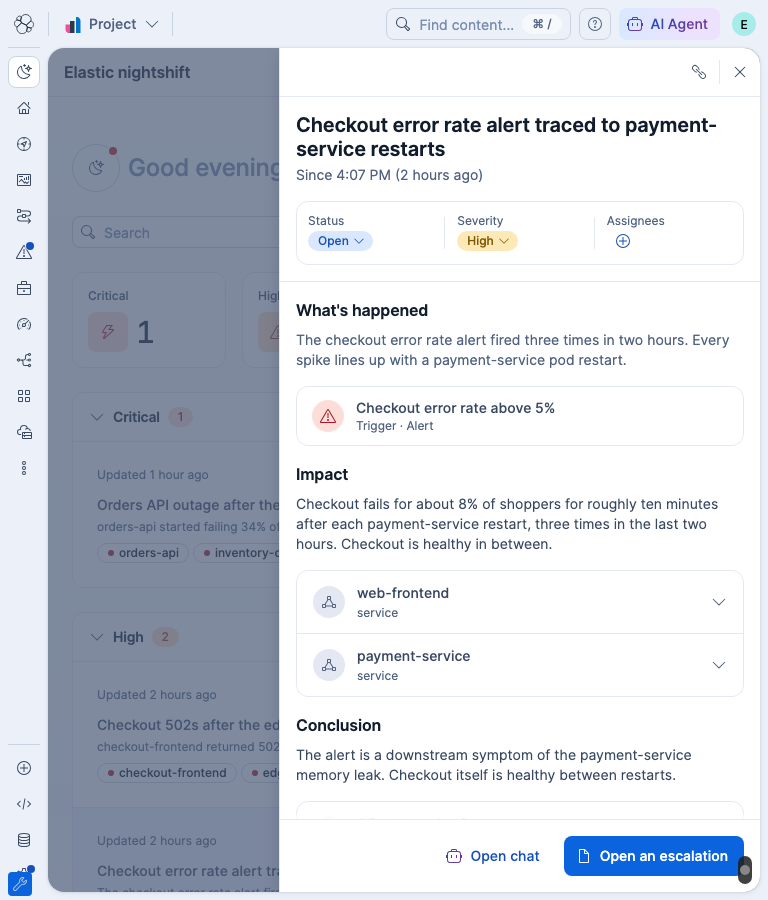 Project
Find content...
⌘ /
AI Agent
E
Elastic nightshift
Good evening
Search
Critical
1
Critical
1
Updated 1 hour ago
Orders API outage after the
orders-api started failing 34%
orders-api
High
2
Updated 2 hours ago
Checkout 502s after the
checkout-frontend returned 502
checkout-frontend
Updated 2 hours ago
Checkout error rate alert
Checkout error rate alert traced to payment-
service restarts
Since 4:07 PM (2 hours ago)
Status
Severity
Assignees
Open
High
What's happened
The checkout error rate alert fired three times in two hours. Every
spike lines up with a payment-service pod restart.
Checkout error rate above 5%
Trigger · Alert
Impact
Checkout fails for about 8% of shoppers for roughly ten minutes
after each payment-service restart, three times in the last two
hours. Checkout is healthy in between.
web-frontend
service
payment-service
service
Conclusion
The alert is a downstream symptom of the payment-service
memory leak. Checkout itself is healthy between restarts.
Open chat
Open an escalation